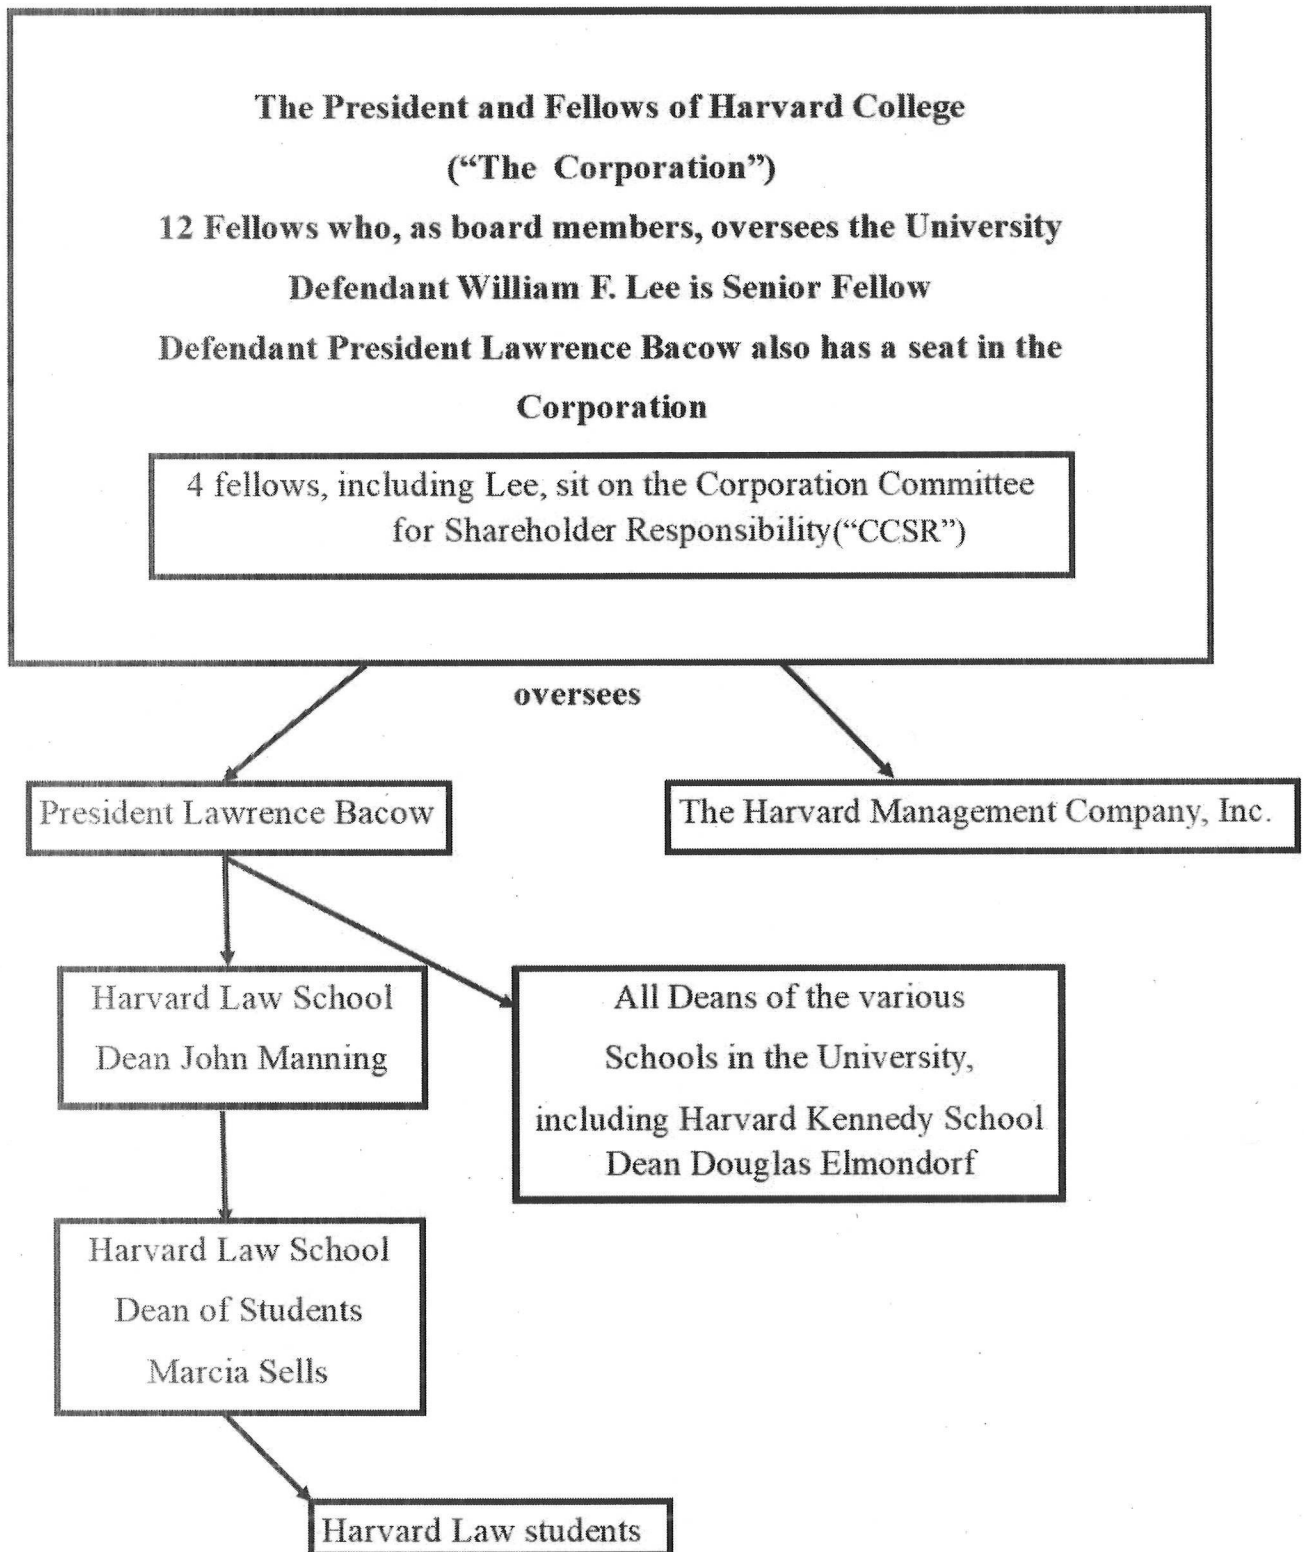 The President and Fellows of Harvard College
(“The Corporation”)
12 Fellows who, as board members, oversees the University
Defendant William F. Lee is Senior Fellow
Defendant President Lawrence Bacow also has a seat in the
Corporation
4 fellows, including Lee, sit on the Corporation Committee
for Shareholder Responsibility(“CCSR”)
oversees
President Lawrence Bacow
The Harvard Management Company, Inc.
Harvard Law School
Dean John Manning
All Deans of the various
Schools in the University,
including Harvard Kennedy School
Dean Douglas Elmondorf
Harvard Law School
Dean of Students
Marcia Sells
Harvard Law students